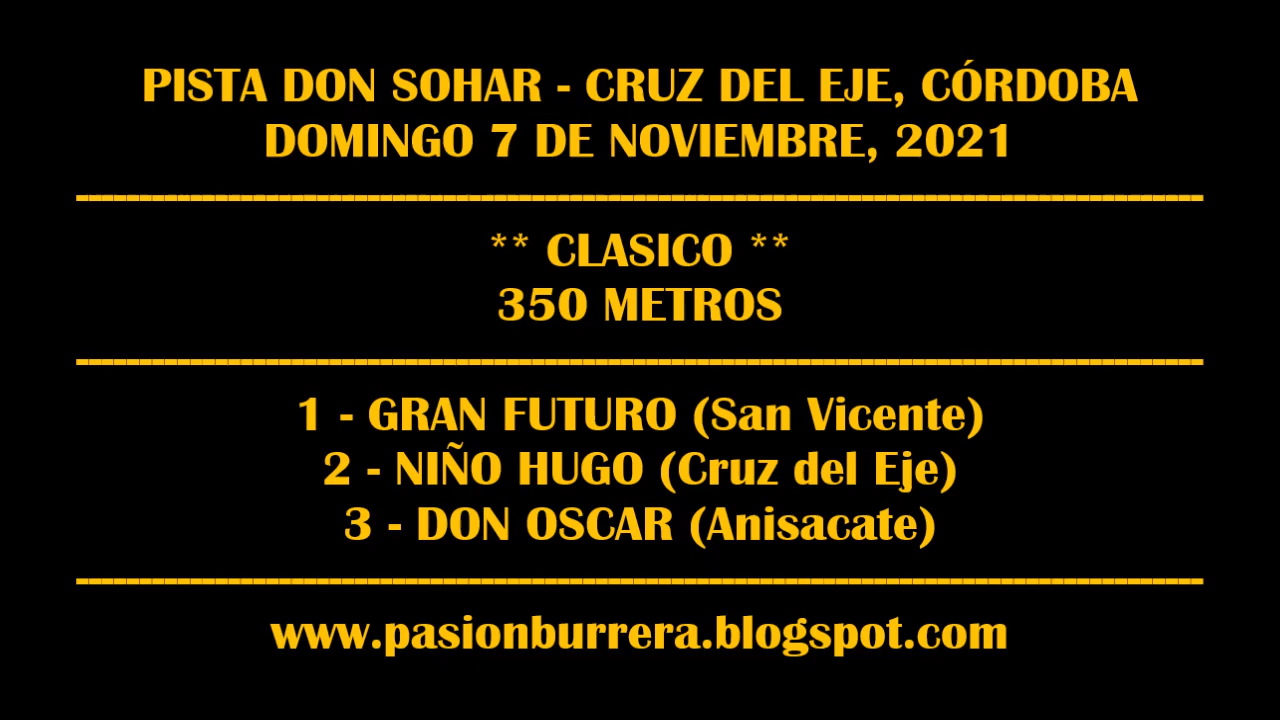 PISTA DON SOHAR - CRUZ DEL EJE, CÓRDOBA
DOMINGO 7 DE NOVIEMBRE, 2021
** CLASICO **
350 METROS
1 - GRAN FUTURO (San Vicente)
2 - NIÑO HUGO (Cruz del Eje)
3 - DON OSCAR (Anisacate)
www.pasionburrera.blogspot.com